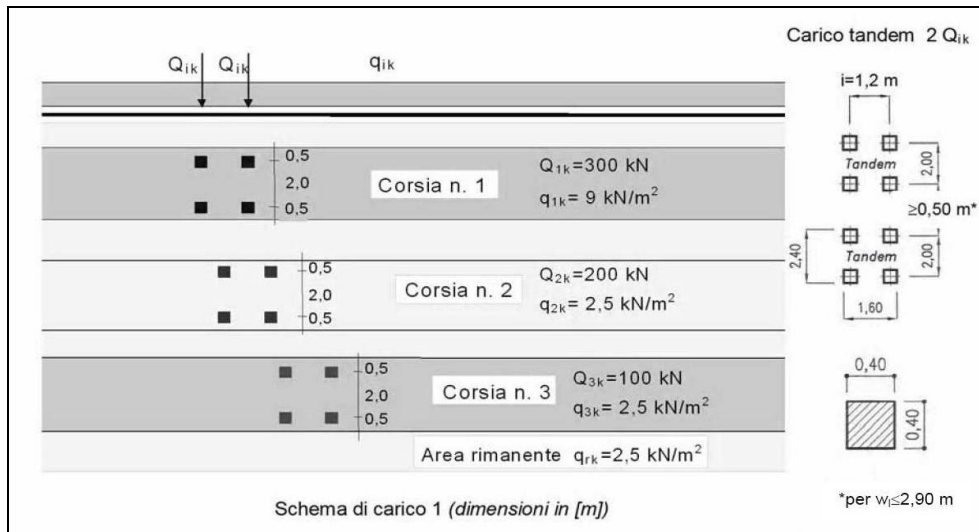 Carico tandem 2 Qik
Qik Qik qik
i=1,2 m
0,5
2,0
0,5
Corsia n. 1
Q1k=300 kN
q1k= 9 kN/m²
Tandem
2,00
≥0,50 m*
0,5
2,0
0,5
Corsia n. 2
Q2k=200 kN
q2k= 2,5 kN/m²
2,40
Tandem
2,00
1,60
0,5
2,0
0,5
Corsia n. 3
Q3k=100 kN
q3k= 2,5 kN/m²
0,40
0,40
Area rimanente qrk=2,5 kN/m²
Schema di carico 1 (dimensioni in [m])
*per wl≤2,90 m